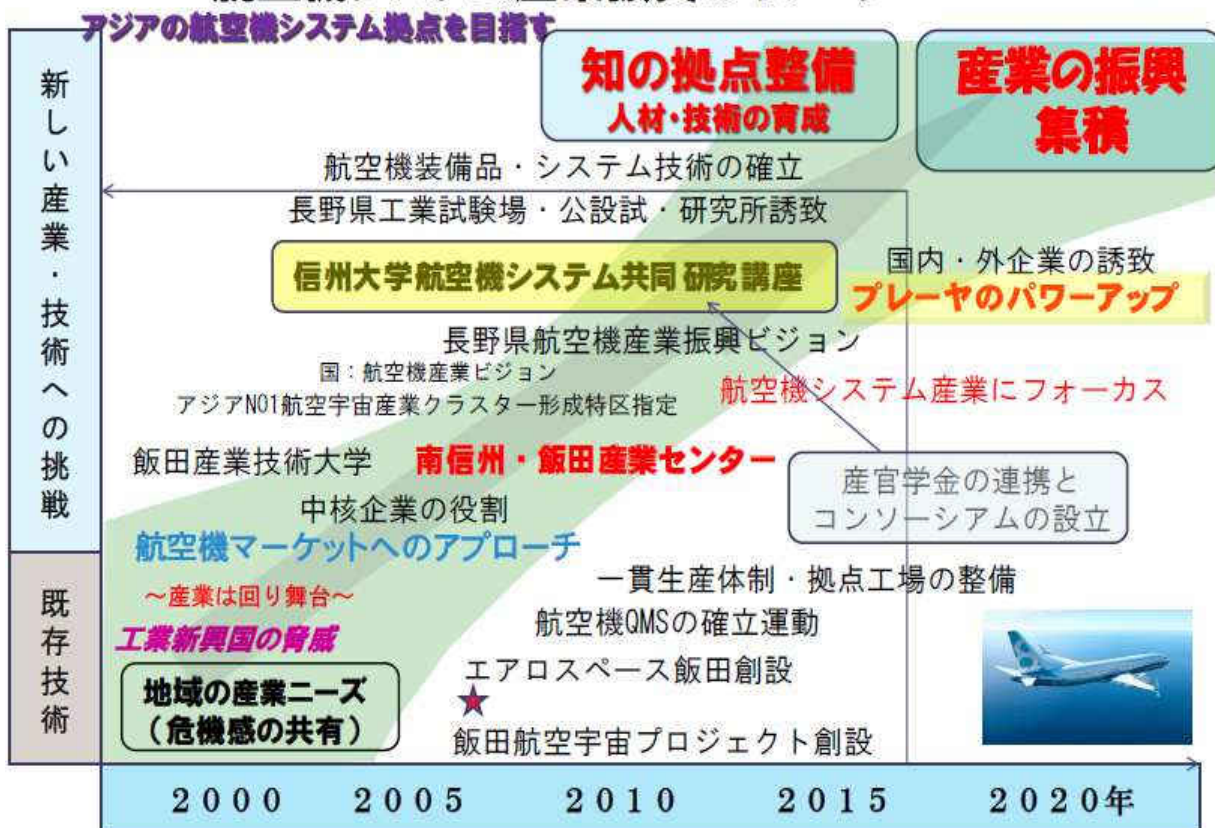 アジアの航空機システム拠点を目指す
知の拠点整備
人材・技術の育成
産業の振興
集積
新しい産業・技術への挑戦
航空機装備品・システム技術の確立
長野県工業試験場・公設試・研究所誘致
信州大学航空機システム共同研究講座
国内・外企業の誘致
プレーヤのパワーアップ
長野県航空機産業振興ビジョン
国：航空機産業ビジョン
アジアNO1航空宇宙産業クラスター形成特区指定
航空機システム産業にフォーカス
飯田産業技術大学
南信州・飯田産業センター
産官学金の連携と
コンソーシアムの設立
中核企業の役割
航空機マーケットへのアプローチ
既存技術
一貫生産体制・拠点工場の整備
～産業は回り舞台～
航空機QMSの確立運動
工業新興国の脅威
エアロスペース飯田創設
地域の産業ニーズ
（危機感の共有）
飯田航空宇宙プロジェクト創設
２０００ ２００５ ２０１０ ２０１５ ２０２０年